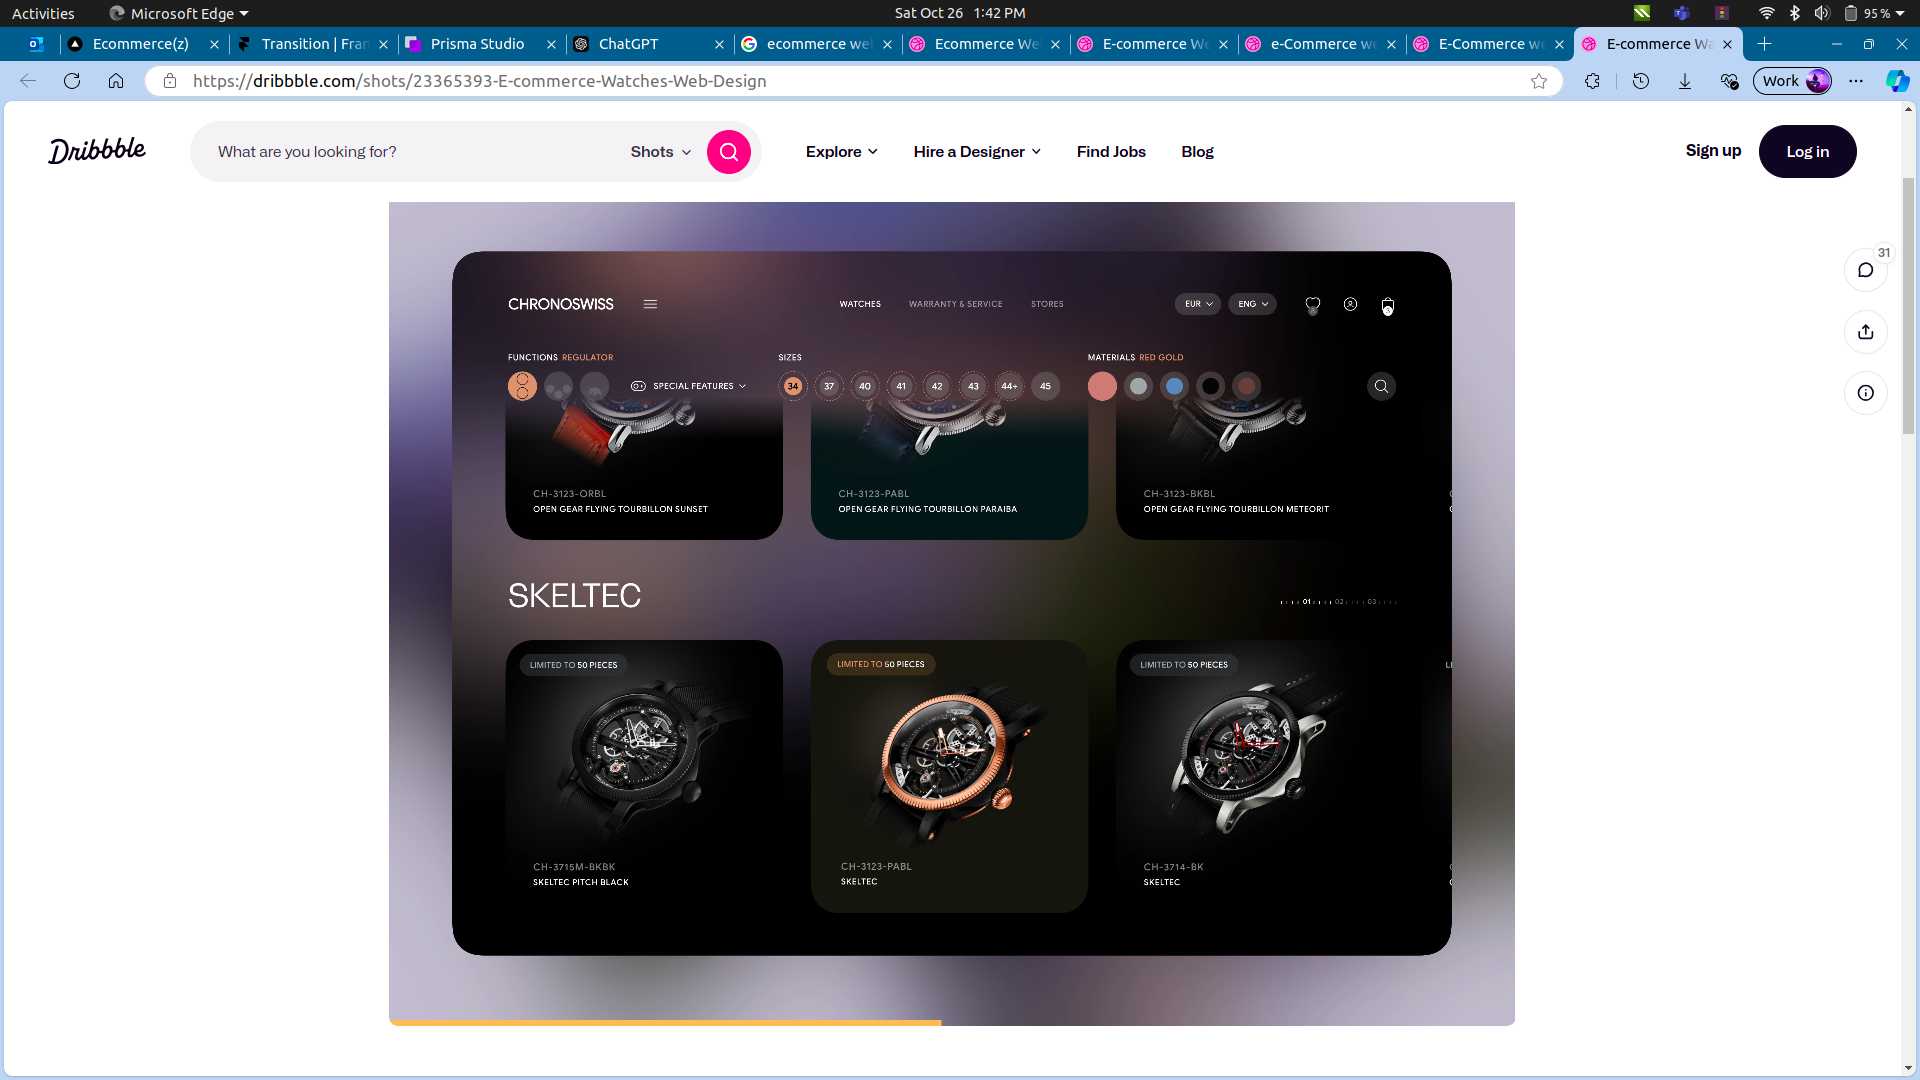 Activities
Microsoft Edge
Sat Oct 26 1:42 PM
95 %
Ecommerce(z)
Transition | Fran
Prisma Studio
ChatGPT
ecommerce web
Ecommerce We
E-commerce We
e-Commerce we
E-Commerce we
E-commerce Wa
https://dribbble.com/shots/23365393-E-commerce-Watches-Web-Design
Work
Dribbble
What are you looking for?
Shots
Explore
Hire a Designer
Find Jobs
Blog
Sign up
Log in
31
CHRONOSWISS
WATCHES
WARRANTY & SERVICE
STORES
EUR
ENG
FUNCTIONS REGULATOR
SIZES
MATERIALS RED GOLD
SPECIAL FEATURES
34
37
40
41
42
43
44+
45
CH-3123-ORBL
OPEN GEAR FLYING TOURBILLON SUNSET
CH-3123-PABL
OPEN GEAR FLYING TOURBILLON PARAIBA
CH-3123-BKBL
OPEN GEAR FLYING TOURBILLON METEORIT
SKELTEC
01
02
03
LIMITED TO 50 PIECES
LIMITED TO 50 PIECES
LIMITED TO 50 PIECES
CH-3715M-BKBK
SKELTEC PITCH BLACK
CH-3123-PABL
SKELTEC
CH-3714-BK
SKELTEC